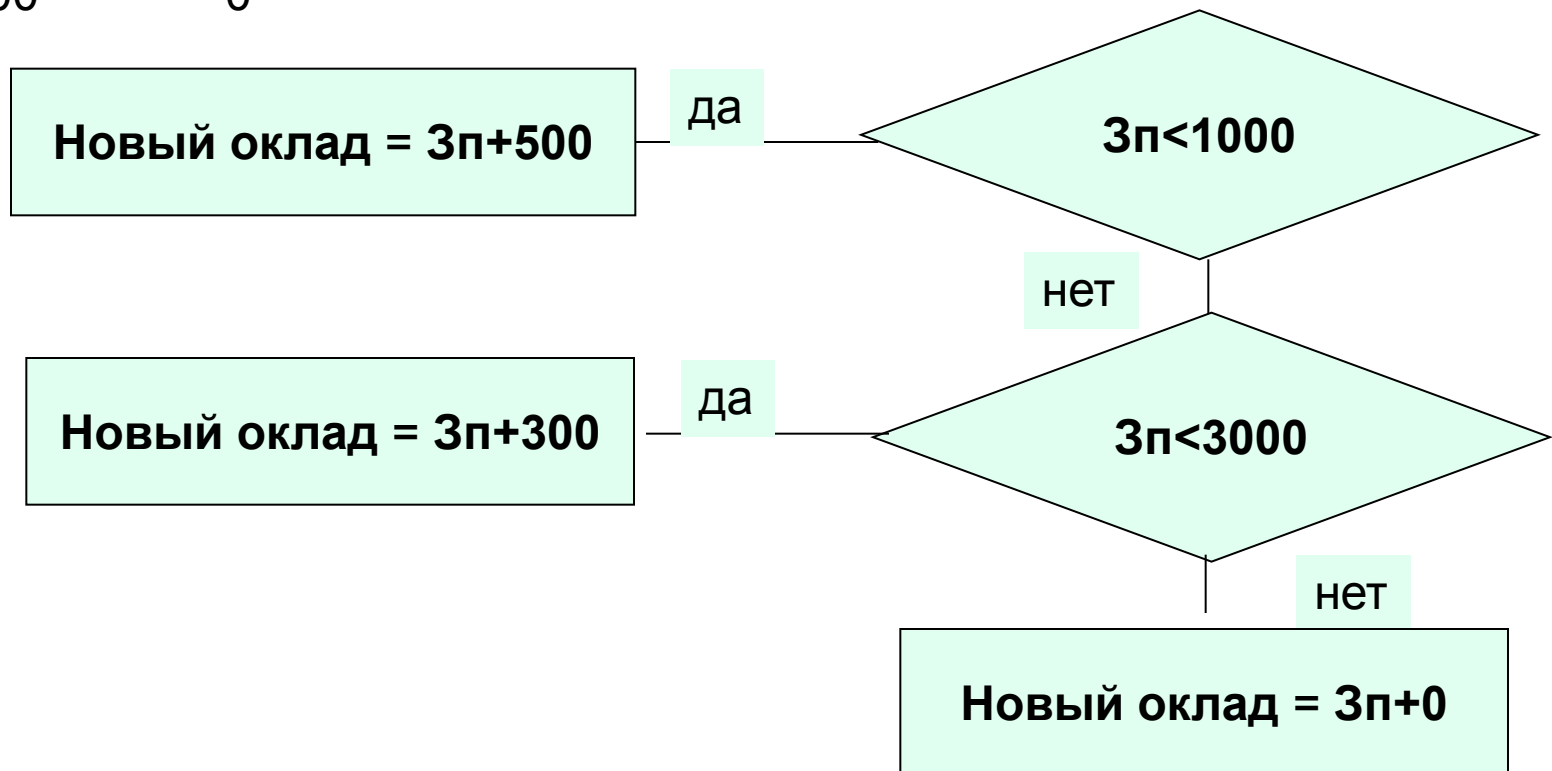 0
да
Новый оклад = Зп+500
Зп<1000
нет
да
Новый оклад = Зп+300
Зп<3000
нет
Новый оклад = Зп+0